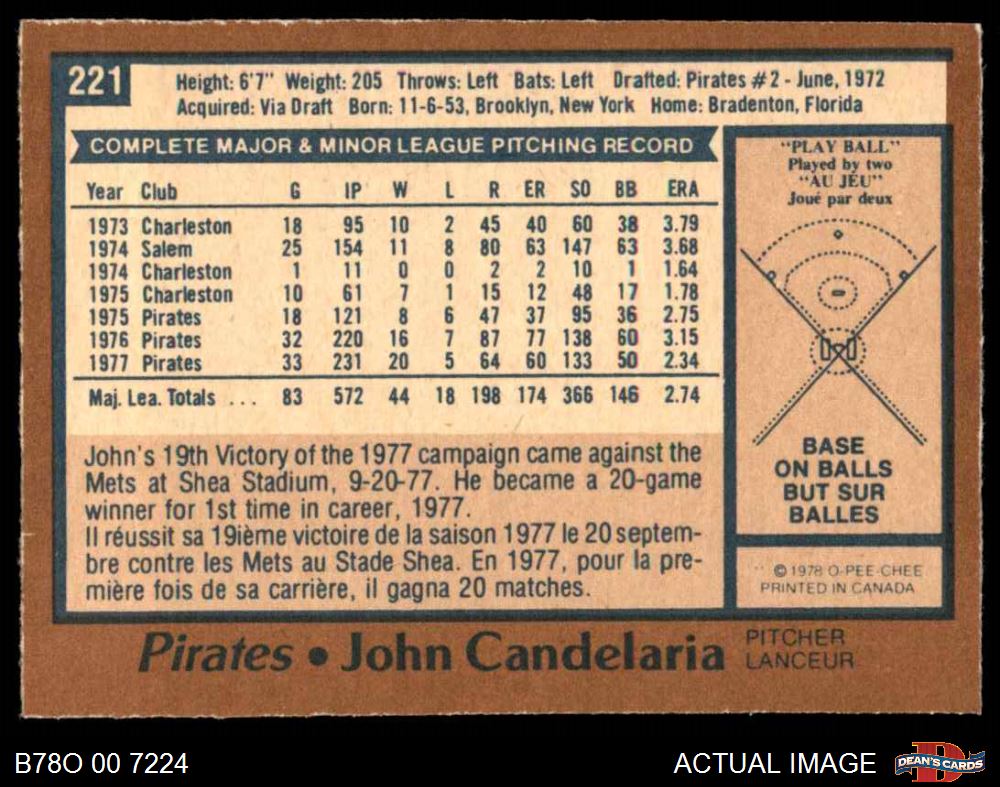 221
Height: 6'7" Weight: 205 Throws: Left Bats: Left Drafted: Pirates #2 - June, 1972
Acquired: Via Draft Born: 11-6-53, Brooklyn, New York Home: Bradenton, Florida
COMPLETE MAJOR & MINOR LEAGUE PITCHING RECORD
Year Club G IP W L R ER SO BB ERA
1973 Charleston 18 95 10 2 45 40 60 38 3.79
1974 Salem 25 154 11 8 80 63 147 63 3.68
1974 Charleston 1 11 0 0 2 2 10 1 1.64
1975 Charleston 10 61 7 1 15 12 48 17 1.78
1975 Pirates 18 121 8 6 47 37 95 36 2.75
1976 Pirates 32 220 16 7 87 77 138 60 3.15
1977 Pirates 33 231 20 5 64 60 133 50 2.34
Maj. Lea. Totals ... 83 572 44 18 198 174 366 146 2.74
John's 19th Victory of the 1977 campaign came against the
Mets at Shea Stadium, 9-20-77. He became a 20-game
winner for 1st time in career, 1977.
Il réussit sa 19ième victoire de la saison 1977 le 20 septem-
bre contre les Mets au Stade Shea. En 1977, pour la pre-
mière fois de sa carrière, il gagna 20 matches.
"PLAY BALL"
Played by two
"AU JEU"
Joué par deux
BASE
ON BALLS
BUT SUR
BALLES
© 1978 O-PEE-CHEE
PRINTED IN CANADA
Pirates • John Candelaria
PITCHER
LANCEUR
B78O 00 7224
ACTUAL IMAGE
DEAN'S CARDS